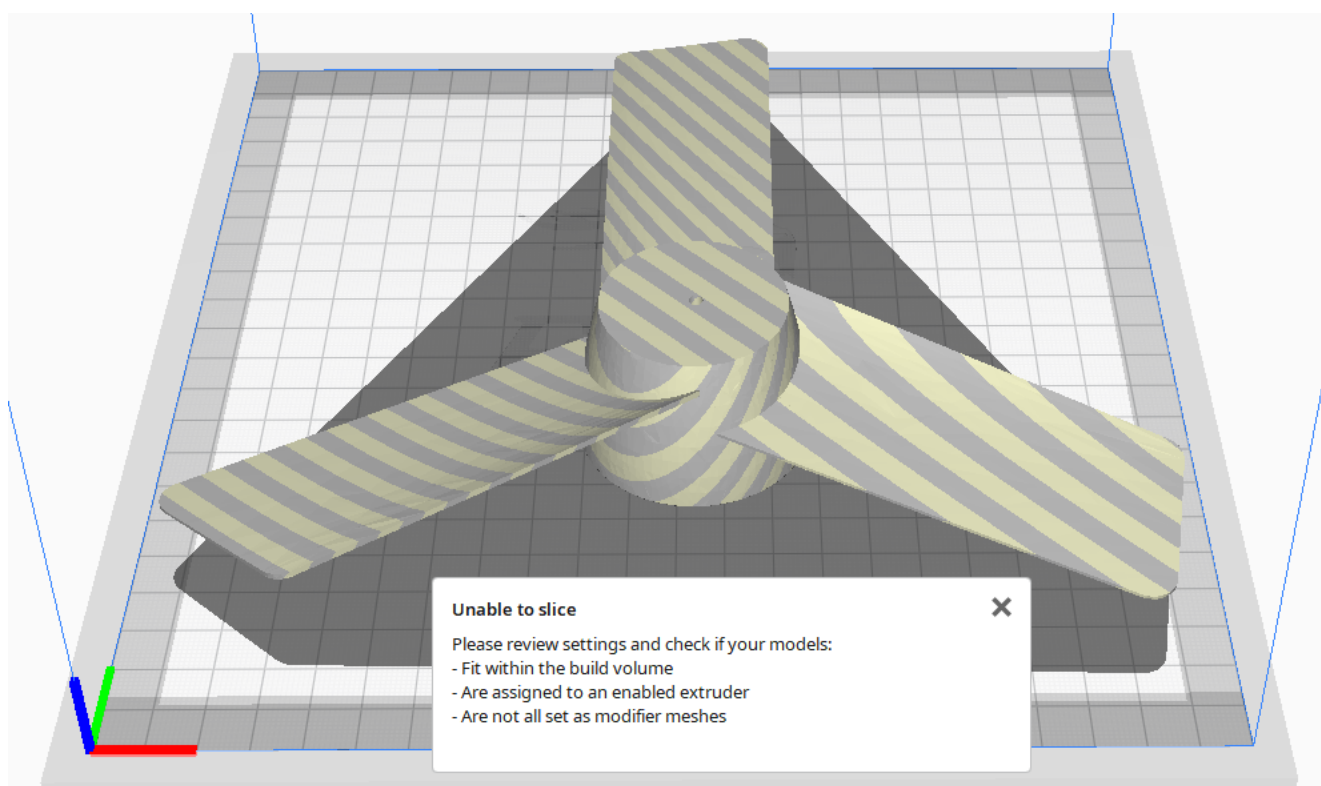 Unable to slice
Please review settings and check if your models:
- Fit within the build volume
- Are assigned to an enabled extruder
- Are not all set as modifier meshes